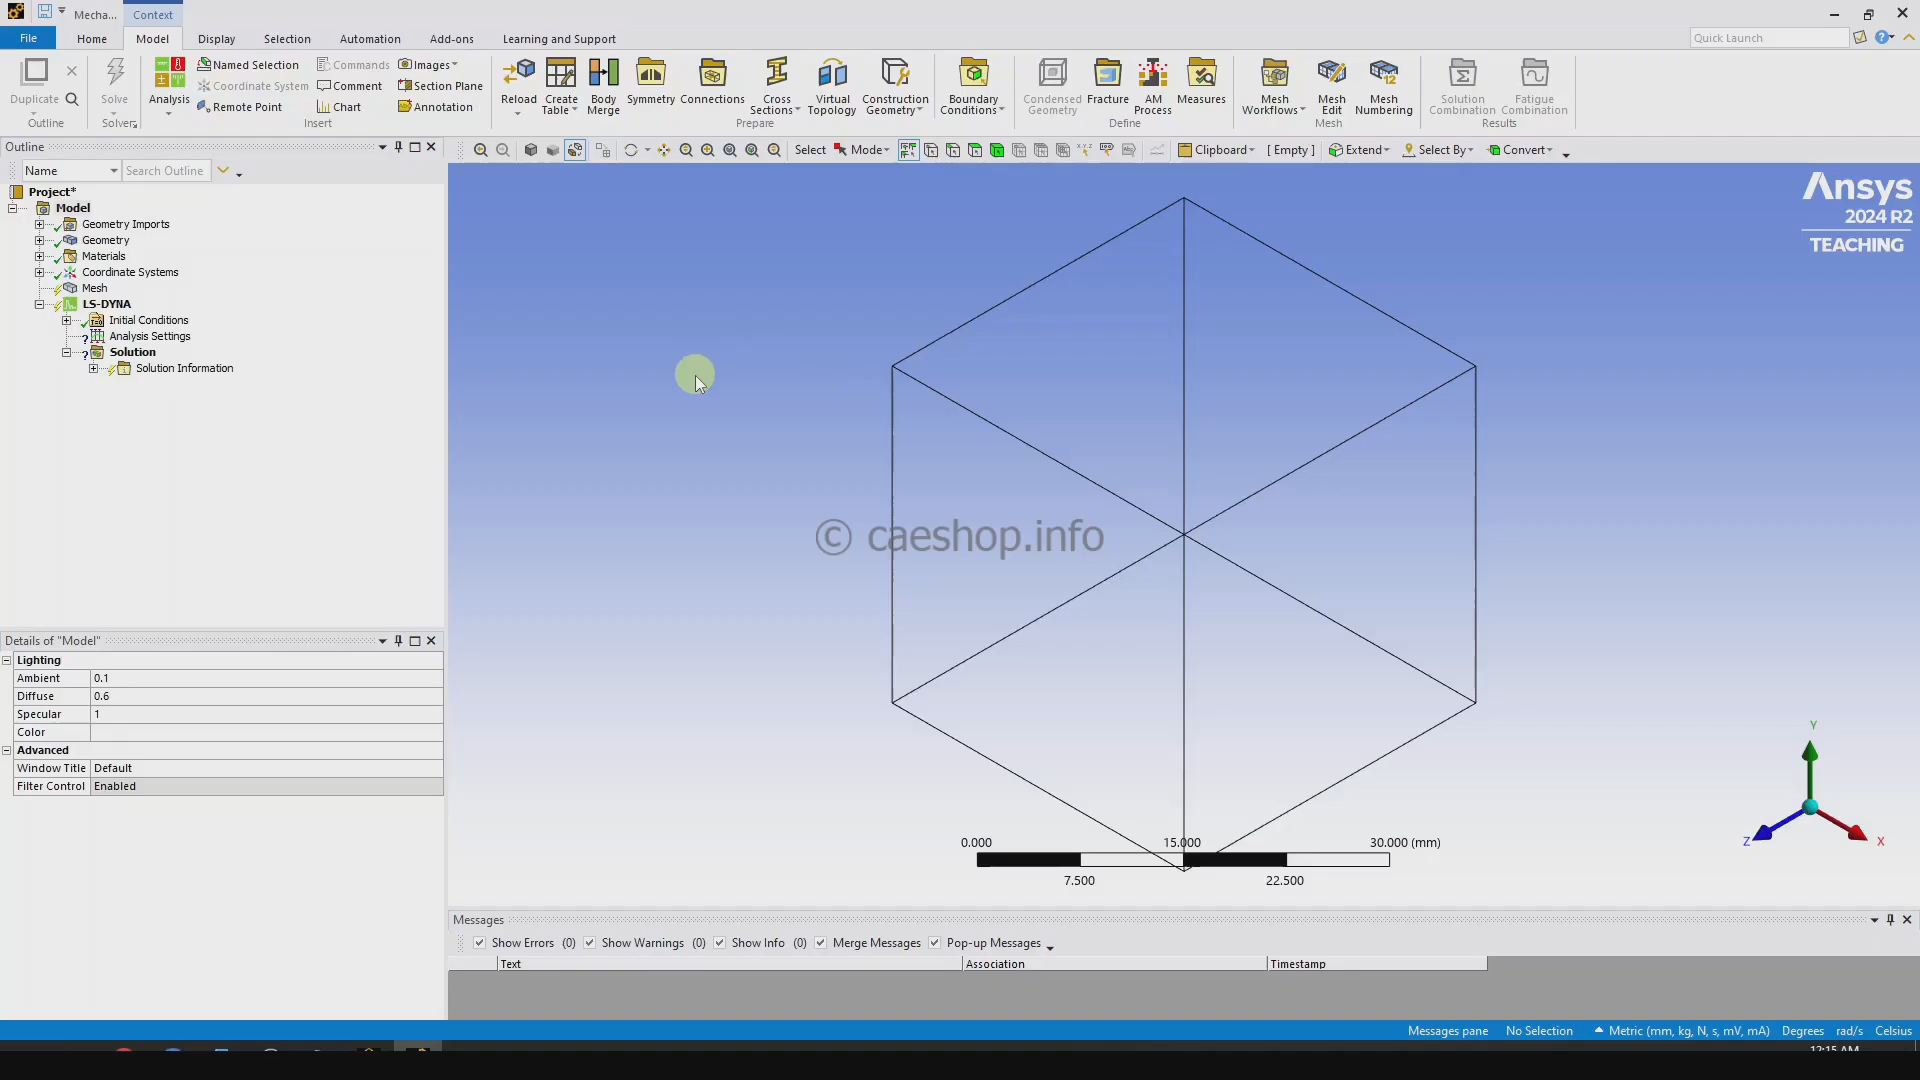 Mecha...
Context
File
Home
Model
Display
Selection
Automation
Add-ons
Learning and Support
Quick Launch
Duplicate
Outline
Solve
Solver
Analysis
Named Selection
Coordinate System
Remote Point
Commands
Comment
Chart
Images
Section Plane
Annotation
Insert
Reload
Create Table
Body Merge
Symmetry
Connections
Cross Sections
Virtual Topology
Construction Geometry
Boundary Conditions
Prepare
Condensed Geometry
Fracture
AM Process
Measures
Define
Mesh Workflows
Mesh Edit
Mesh Numbering
Mesh
Solution Combination
Fatigue Combination
Results
Outline
Name
Search Outline
Select
Mode
Clipboard
[ Empty ]
Extend
Select By
Convert
Project*
Model
Geometry Imports
Geometry
Materials
Coordinate Systems
Mesh
LS-DYNA
Initial Conditions
Analysis Settings
Solution
Solution Information
Ansys
2024 R2
TEACHING
© caeshop.info
Details of "Model"
Lighting
Ambient 0.1
Diffuse 0.6
Specular 1
Color
Advanced
Window Title Default
Filter Control Enabled
0.000 15.000 30.000 (mm)
7.500 22.500
Y
Z
X
Messages
Show Errors (0) Show Warnings (0) Show Info (0) Merge Messages Pop-up Messages
Text Association Timestamp
Messages pane No Selection Metric (mm, kg, N, s, mV, mA) Degrees rad/s Celsius
12:15 AM